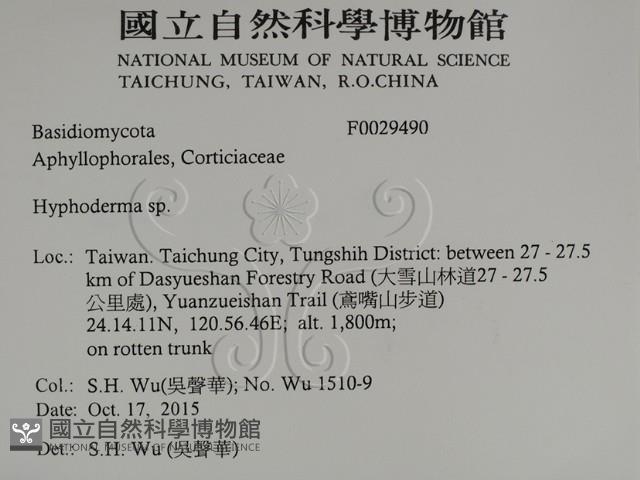 國立自然科學博物館
NATIONAL MUSEUM OF NATURAL SCIENCE
TAICHUNG, TAIWAN, R.O.CHINA
Basidiomycota F0029490
Aphyllophorales, Corticiaceae
Hyphoderma sp.
Loc.: Taiwan. Taichung City, Tungshih District: between 27 - 27.5
km of Dasyueshan Forestry Road (大雪山林道27 - 27.5
公里處), Yuanzueishan Trail (鳶嘴山步道)
24.14.11N, 120.56.46E; alt. 1,800m;
on rotten trunk
Col.: S.H. Wu(吳聲華); No. Wu 1510-9
Date: Oct. 17, 2015
國立自然科學博物館
NATIONAL MUSEUM OF NATURAL SCIENCE
Det.: S.H. Wu (吳聲華)